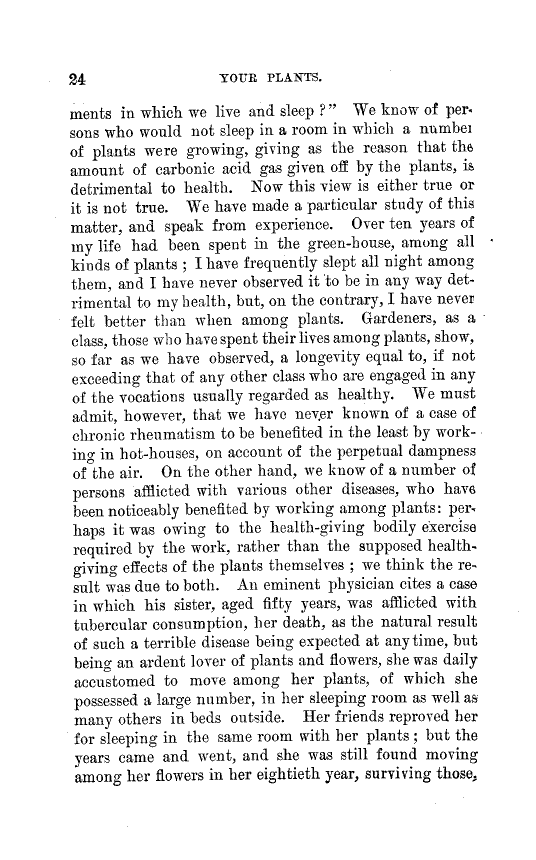 24 YOUR PLANTS.
ments in which we live and sleep ?" We know of per-
sons who would not sleep in a room in which a number
of plants were growing, giving as the reason that the
amount of carbonic acid gas given off by the plants, is
detrimental to health. Now this view is either true or
it is not true. We have made a particular study of this
matter, and speak from experience. Over ten years of
my life had been spent in the green-house, among all
kinds of plants ; I have frequently slept all night among
them, and I have never observed it to be in any way det-
rimental to my health, but, on the contrary, I have never
felt better than when among plants. Gardeners, as a
class, those who have spent their lives among plants, show,
so far as we have observed, a longevity equal to, if not
exceeding that of any other class who are engaged in any
of the vocations usually regarded as healthy. We must
admit, however, that we have never known of a case of
chronic rheumatism to be benefited in the least by work-
ing in hot-houses, on account of the perpetual dampness
of the air. On the other hand, we know of a number of
persons afflicted with various other diseases, who have
been noticeably benefited by working among plants: per-
haps it was owing to the health-giving bodily exercise
required by the work, rather than the supposed health-
giving effects of the plants themselves ; we think the re-
sult was due to both. An eminent physician cites a case
in which his sister, aged fifty years, was afflicted with
tubercular consumption, her death, as the natural result
of such a terrible disease being expected at any time, but
being an ardent lover of plants and flowers, she was daily
accustomed to move among her plants, of which she
possessed a large number, in her sleeping room as well as
many others in beds outside. Her friends reproved her
for sleeping in the same room with her plants ; but the
years came and went, and she was still found moving
among her flowers in her eightieth year, surviving those,